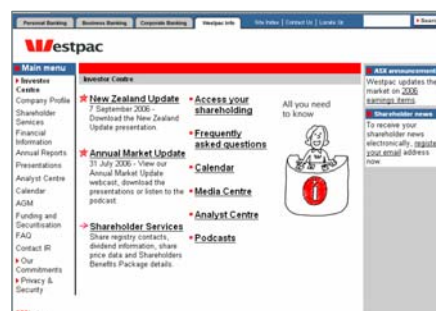 Personal Banking Business Banking Corporate Banking Westpac Info Site Index | Contact Us | Locate Us
Westpac
Main menu
Investor Centre
Company Profile
Shareholder Services
Financial Information
Annual Reports
Presentations
Analyst Centre
Calendar
AGM
Funding and Securitisation
FAQ
Contact IR
Our Commitments
Privacy & Security
Investor Centre
New Zealand Update
7 September 2006 -
Download the New Zealand
Update presentation.
Annual Market Update
31 July 2006 - View our
Annual Market Update
webcast, download the
presentations or listen to the
podcast.
Shareholder Services
Share registry contacts,
dividend information, share
price data and Shareholders
Benefits Package details.
Access your
shareholding
Frequently
asked questions
Calendar
Media Centre
Analyst Centre
Podcasts
All you need
to know
i
ASX announcement
Westpac updates the
market on 2006
earnings items.
Shareholder news
To receive your
shareholder news
electronically, registe
your email address
now.